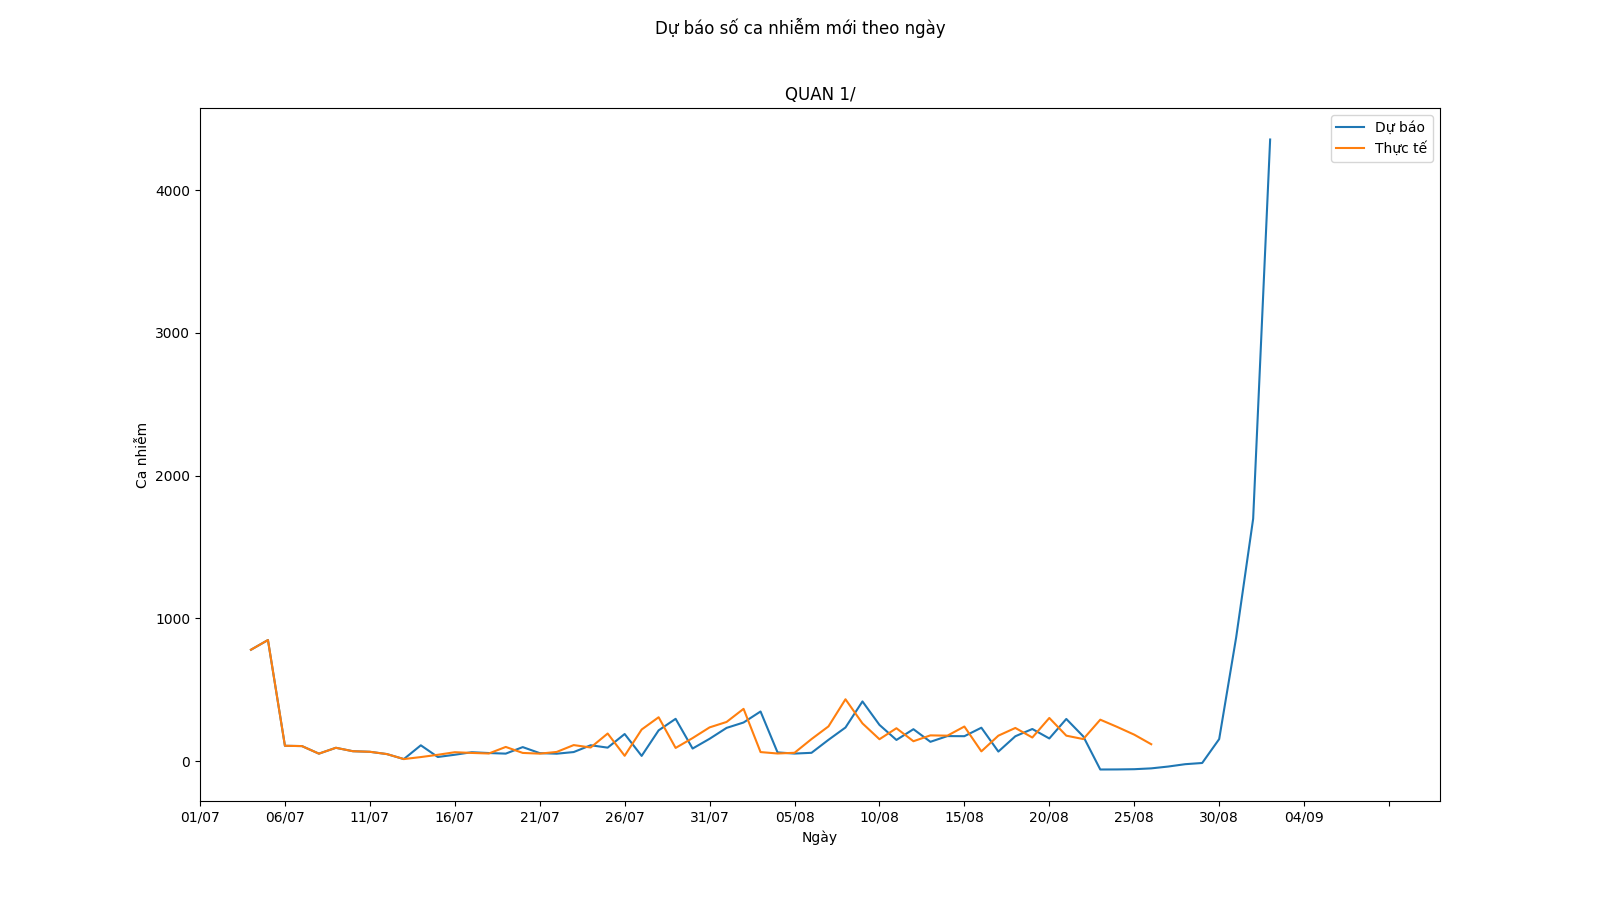 Dự báo số ca nhiễm mới theo ngày
QUAN 1/
Dự báo
Thực tế
4000
3000
2000
1000
0
Ca nhiễm
01/07 06/07 11/07 16/07 21/07 26/07 31/07 05/08 10/08 15/08 20/08 25/08 30/08 04/09
Ngày